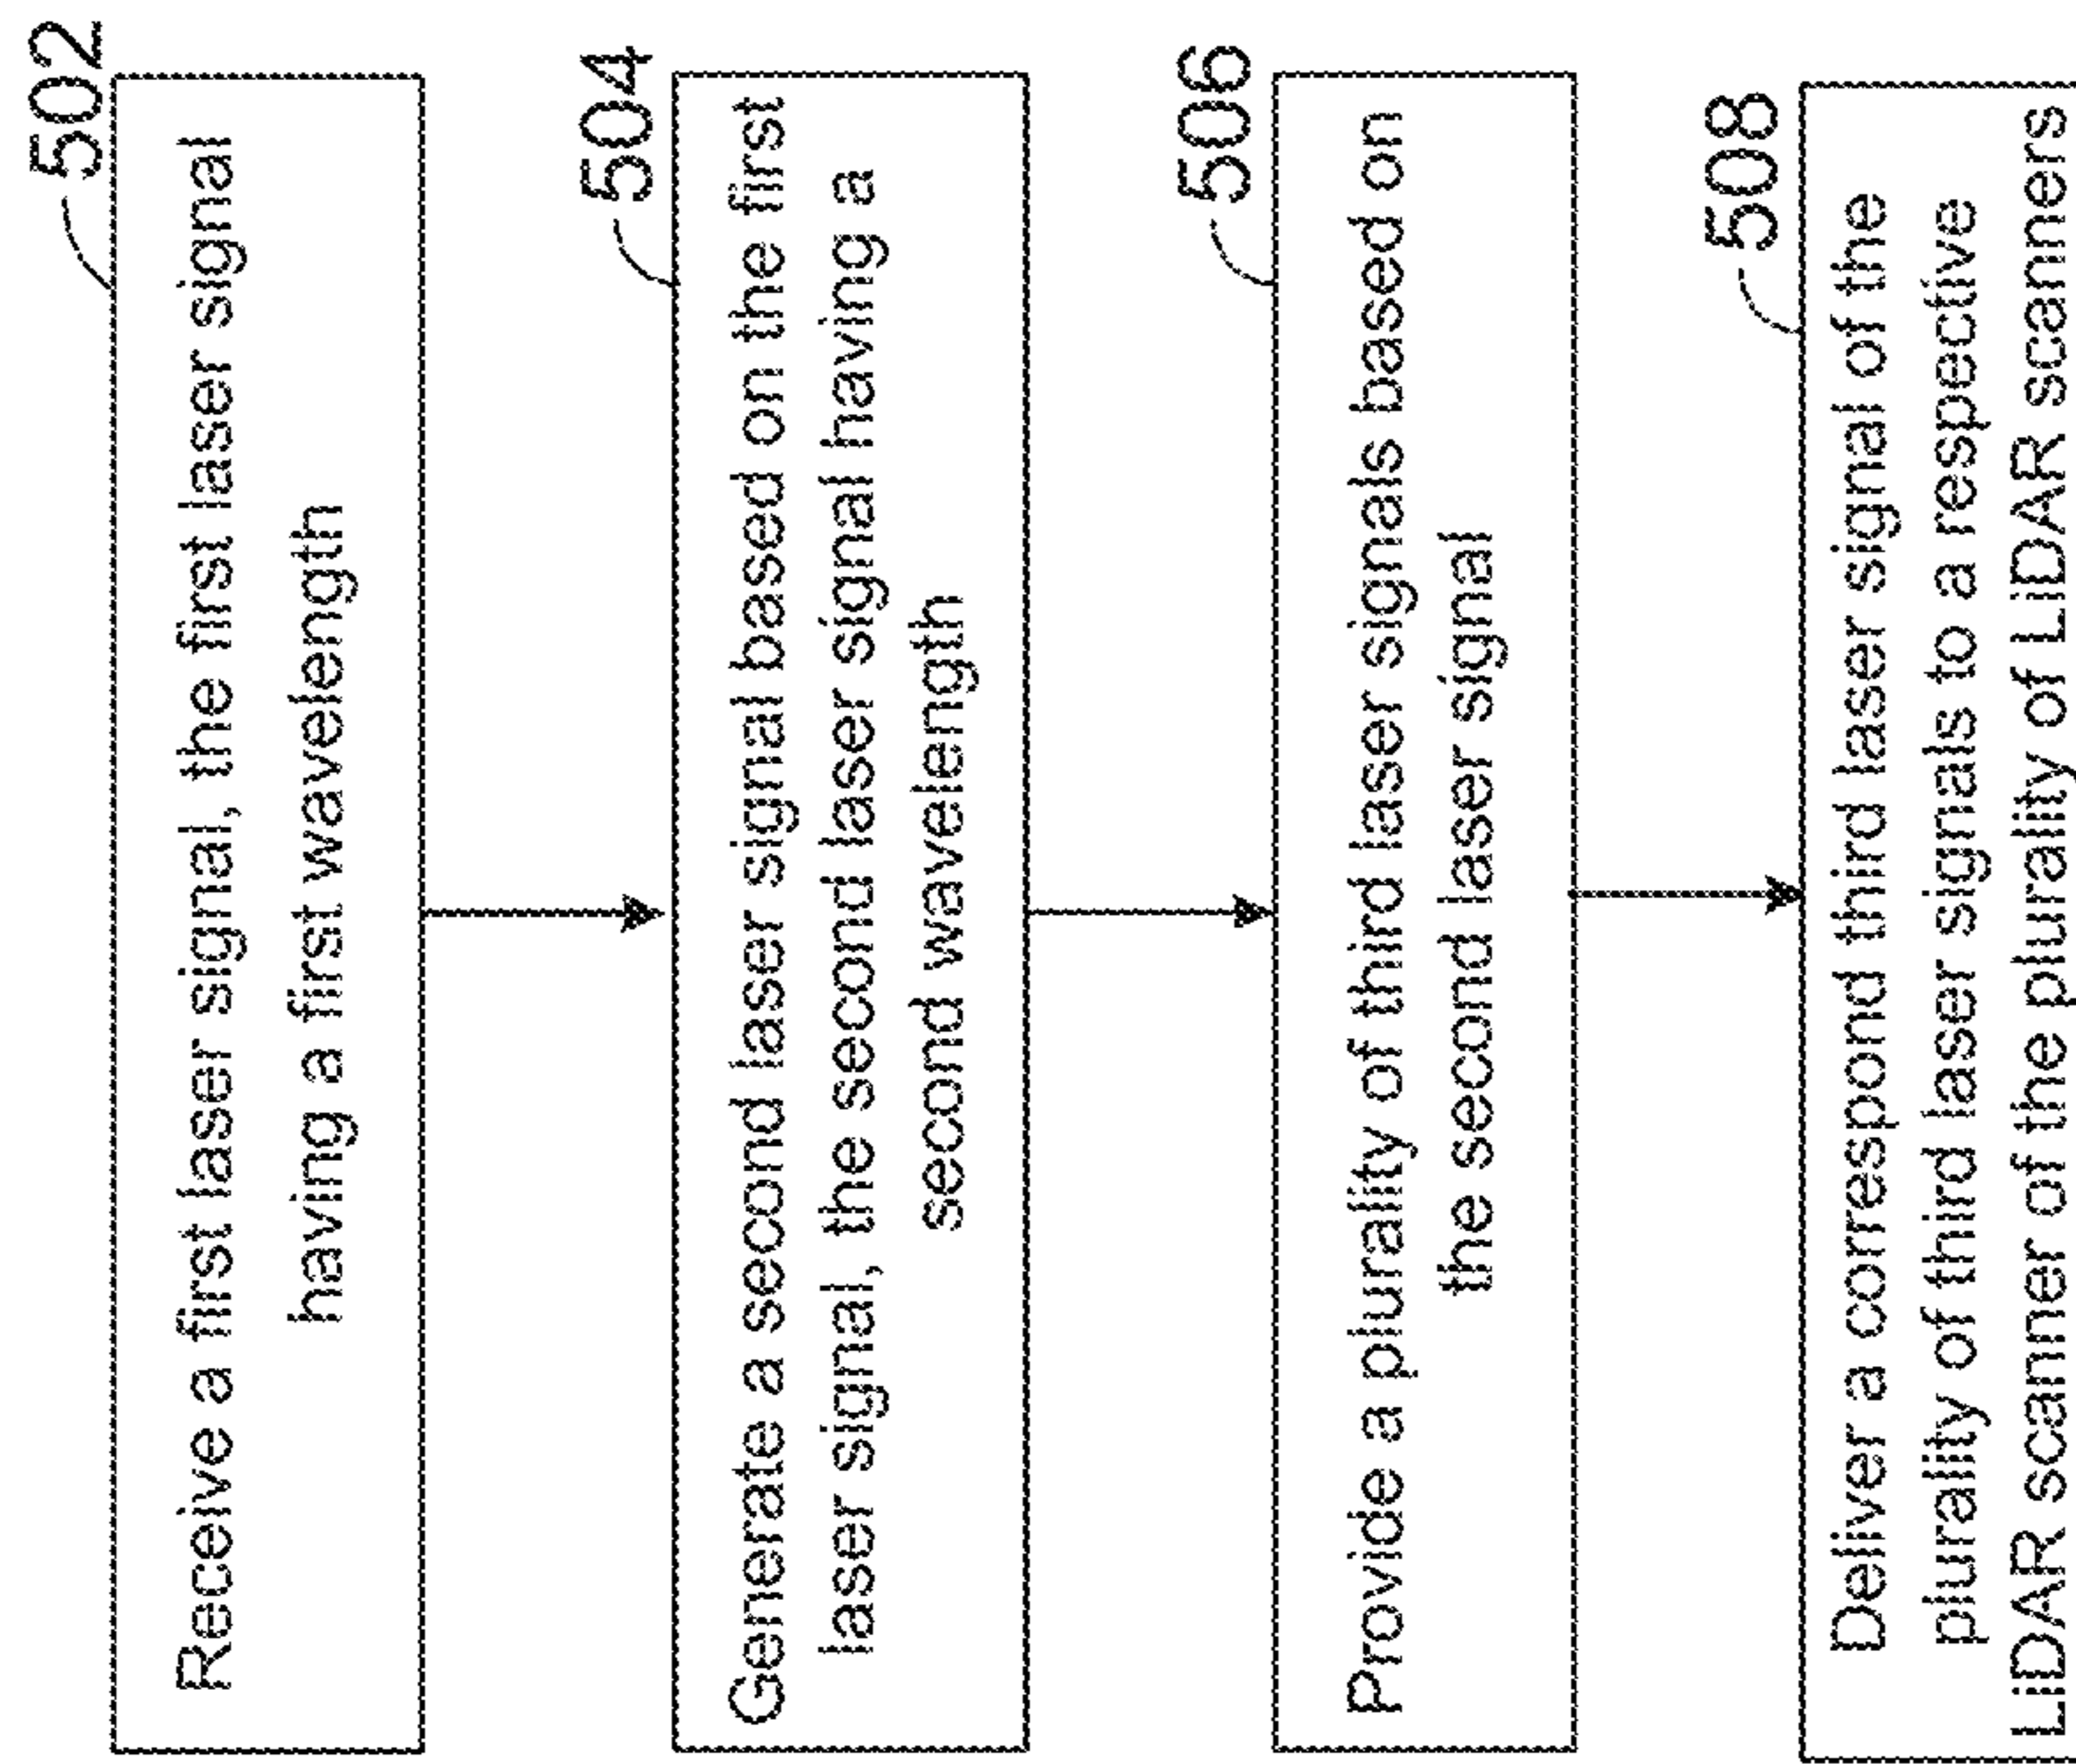 502
Receive a first laser signal, the first laser signal
having a first wavelength
504
Generate a second laser signal based on the first
laser signal, the second laser signal having a
second wavelength
506
Provide a plurality of third laser signals based on
the second laser signal
508
Deliver a correspond third laser signal of the
plurality of third laser signals to a respective
LiDAR scanner of the plurality of LiDAR scanners